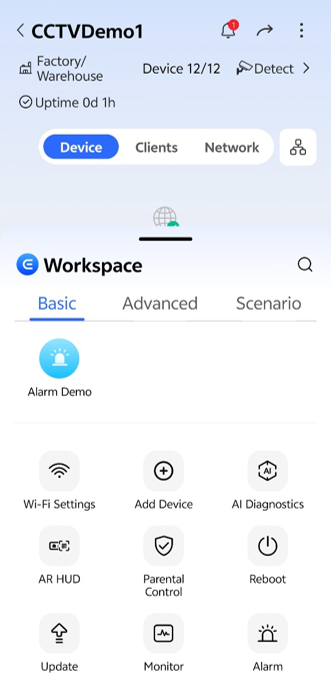 CCTVDemo1
1
Factory/
Warehouse
Device 12/12
Detect
Uptime 0d 1h
Device
Clients
Network
Workspace
Basic
Advanced
Scenario
Alarm Demo
Wi-Fi Settings
Add Device
AI
AI Diagnostics
AR HUD
Parental
Control
Reboot
Update
Monitor
Alarm